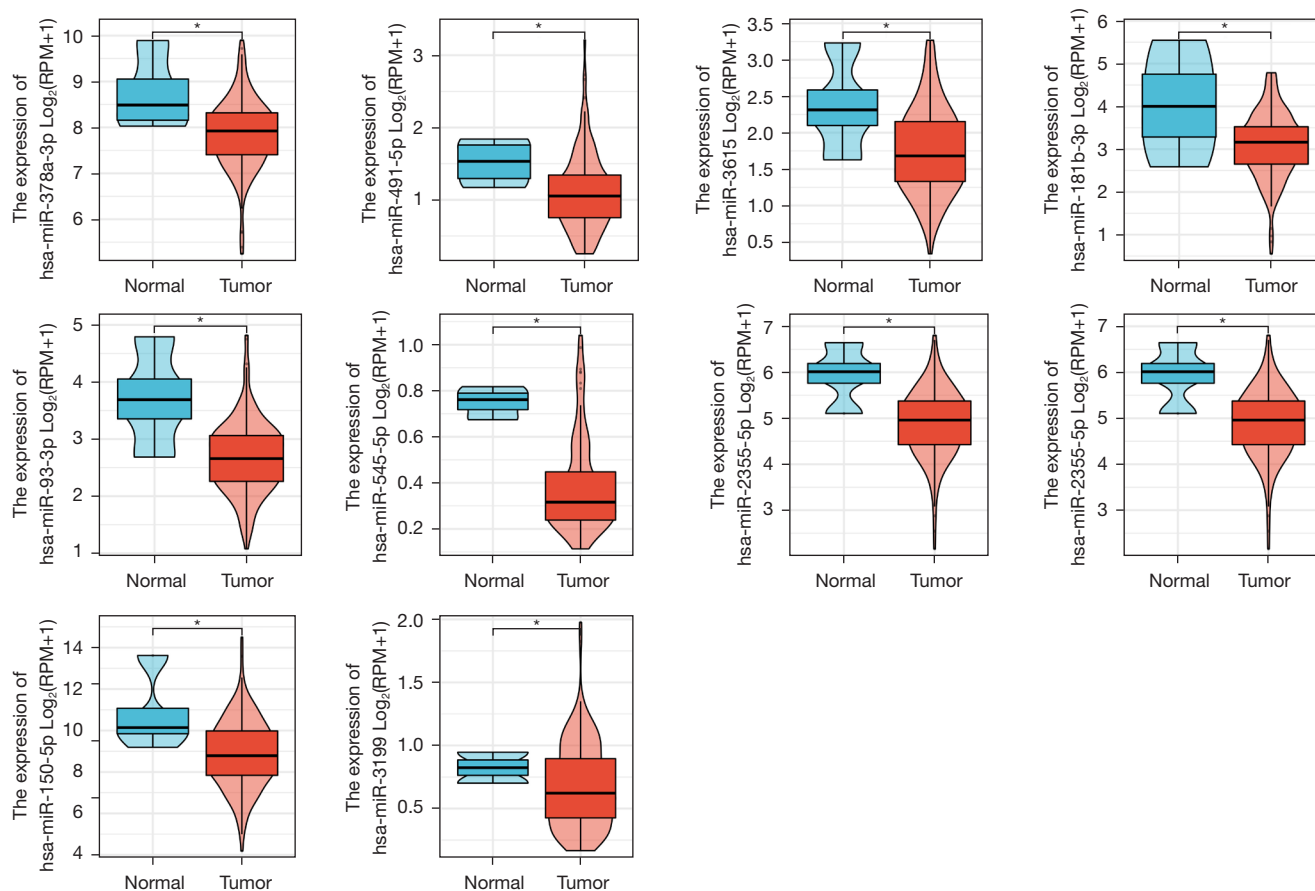 The expression of
hsa-miR-378a-3p Log2(RPM+1)
10
9
8
7
6
*
Normal Tumor
The expression of
hsa-miR-491-5p Log2(RPM+1)
3
2
1
*
Normal Tumor
The expression of
hsa-miR-3615 Log2(RPM+1)
3.5
3.0
2.5
2.0
1.5
1.0
0.5
*
Normal Tumor
The expression of
hsa-miR-181b-3p Log2(RPM+1)
6
5
4
3
2
1
*
Normal Tumor
The expression of
hsa-miR-93-3p Log2(RPM+1)
5
4
3
2
1
*
Normal Tumor
The expression of
hsa-miR-545-5p Log2(RPM+1)
1.0
0.8
0.6
0.4
0.2
*
Normal Tumor
The expression of
hsa-miR-2355-5p Log2(RPM+1)
7
6
5
4
3
*
Normal Tumor
The expression of
hsa-miR-2355-5p Log2(RPM+1)
7
6
5
4
3
*
Normal Tumor
The expression of
hsa-miR-150-5p Log2(RPM+1)
14
12
10
8
6
4
*
Normal Tumor
The expression of
hsa-miR-3199 Log2(RPM+1)
2.0
1.5
1.0
0.5
*
Normal Tumor